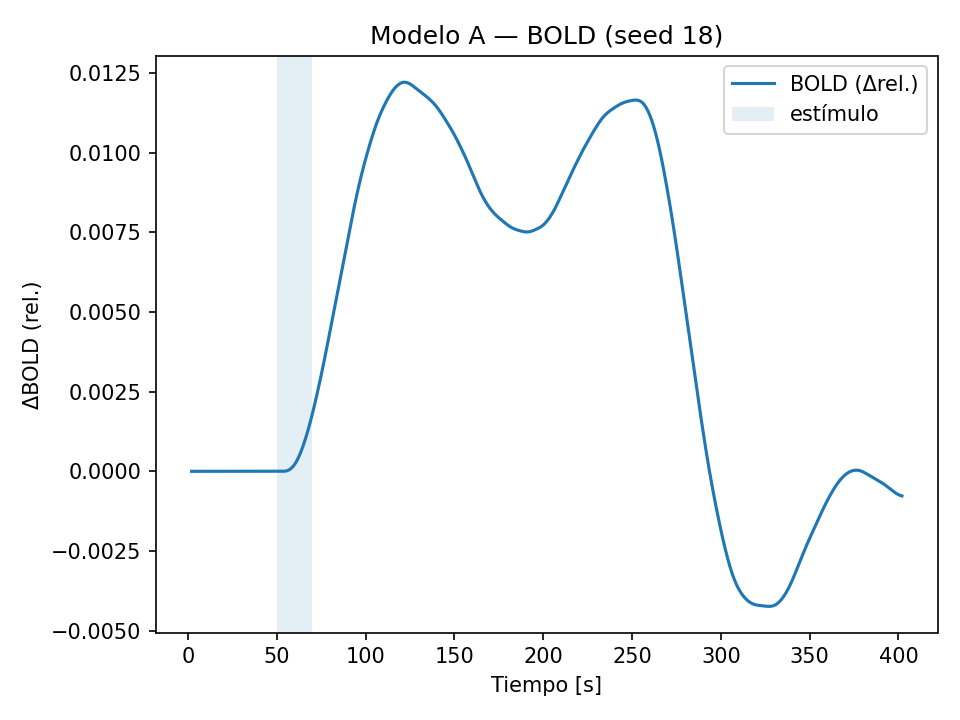 Modelo A — BOLD (seed 18)
BOLD (Δrel.)
estímulo
ΔBOLD (rel.)
0.0125
0.0100
0.0075
0.0050
0.0025
0.0000
−0.0025
−0.0050
0 50 100 150 200 250 300 350 400
Tiempo [s]